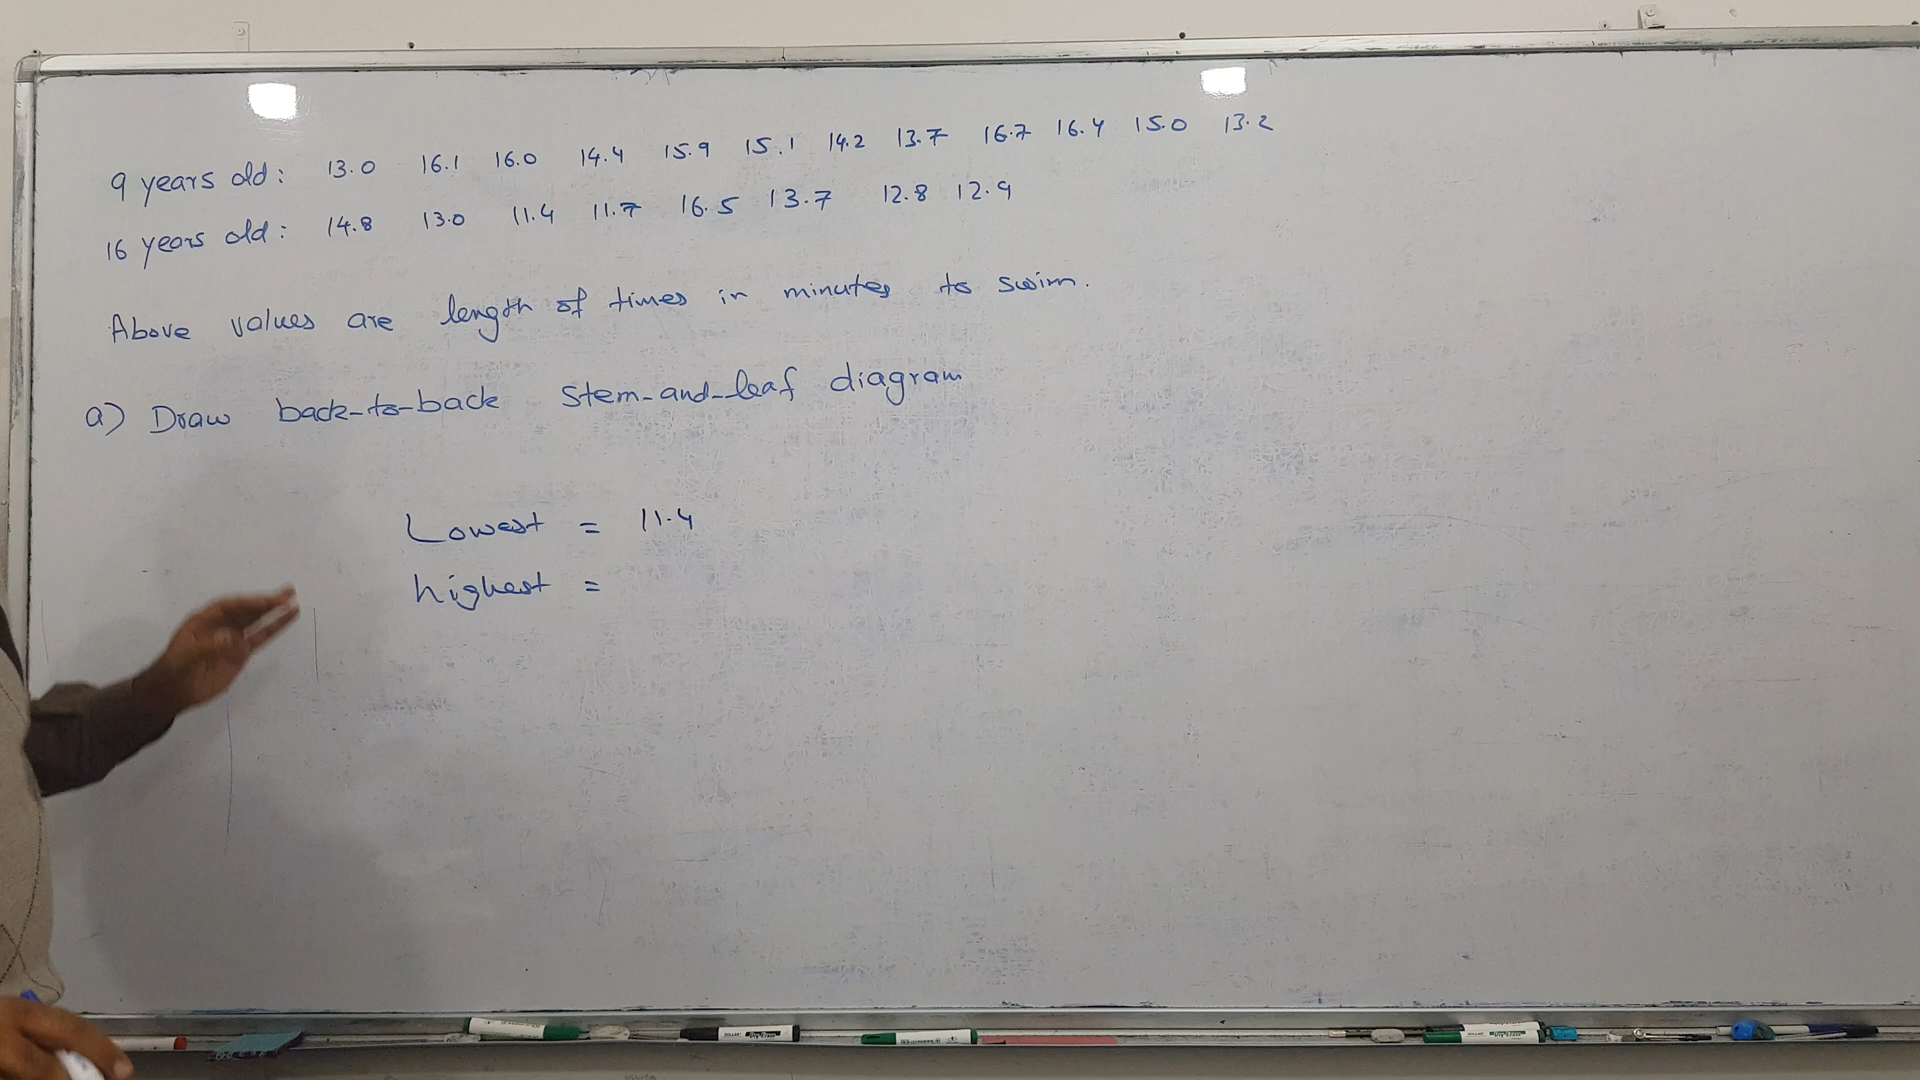 9 years old: 13.0 16.1 16.0 14.4 15.9 15.1 14.2 13.7 16.7 16.4 15.0 13.2
16 years old: 14.8 13.0 11.4 11.7 16.5 13.7 12.8 12.9
Above values are length of times in minutes to swim.
a) Draw back-to-back stem-and-leaf diagram
Lowest = 11.4
highest =